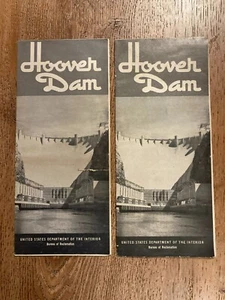 Hoover
Dam
UNITED STATES DEPARTMENT OF THE INTERIOR
Bureau of Reclamation
Hoover
Dam
UNITED STATES DEPARTMENT OF THE INTERIOR
Bureau of Reclamation